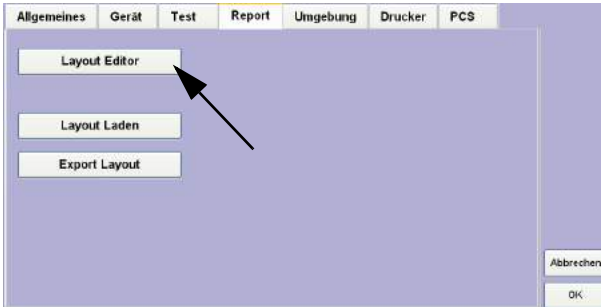 Allgemeines Gerät Test Report Umgebung Drucker PCS
Layout Editor
Layout Laden
Export Layout
Abbrechen
OK